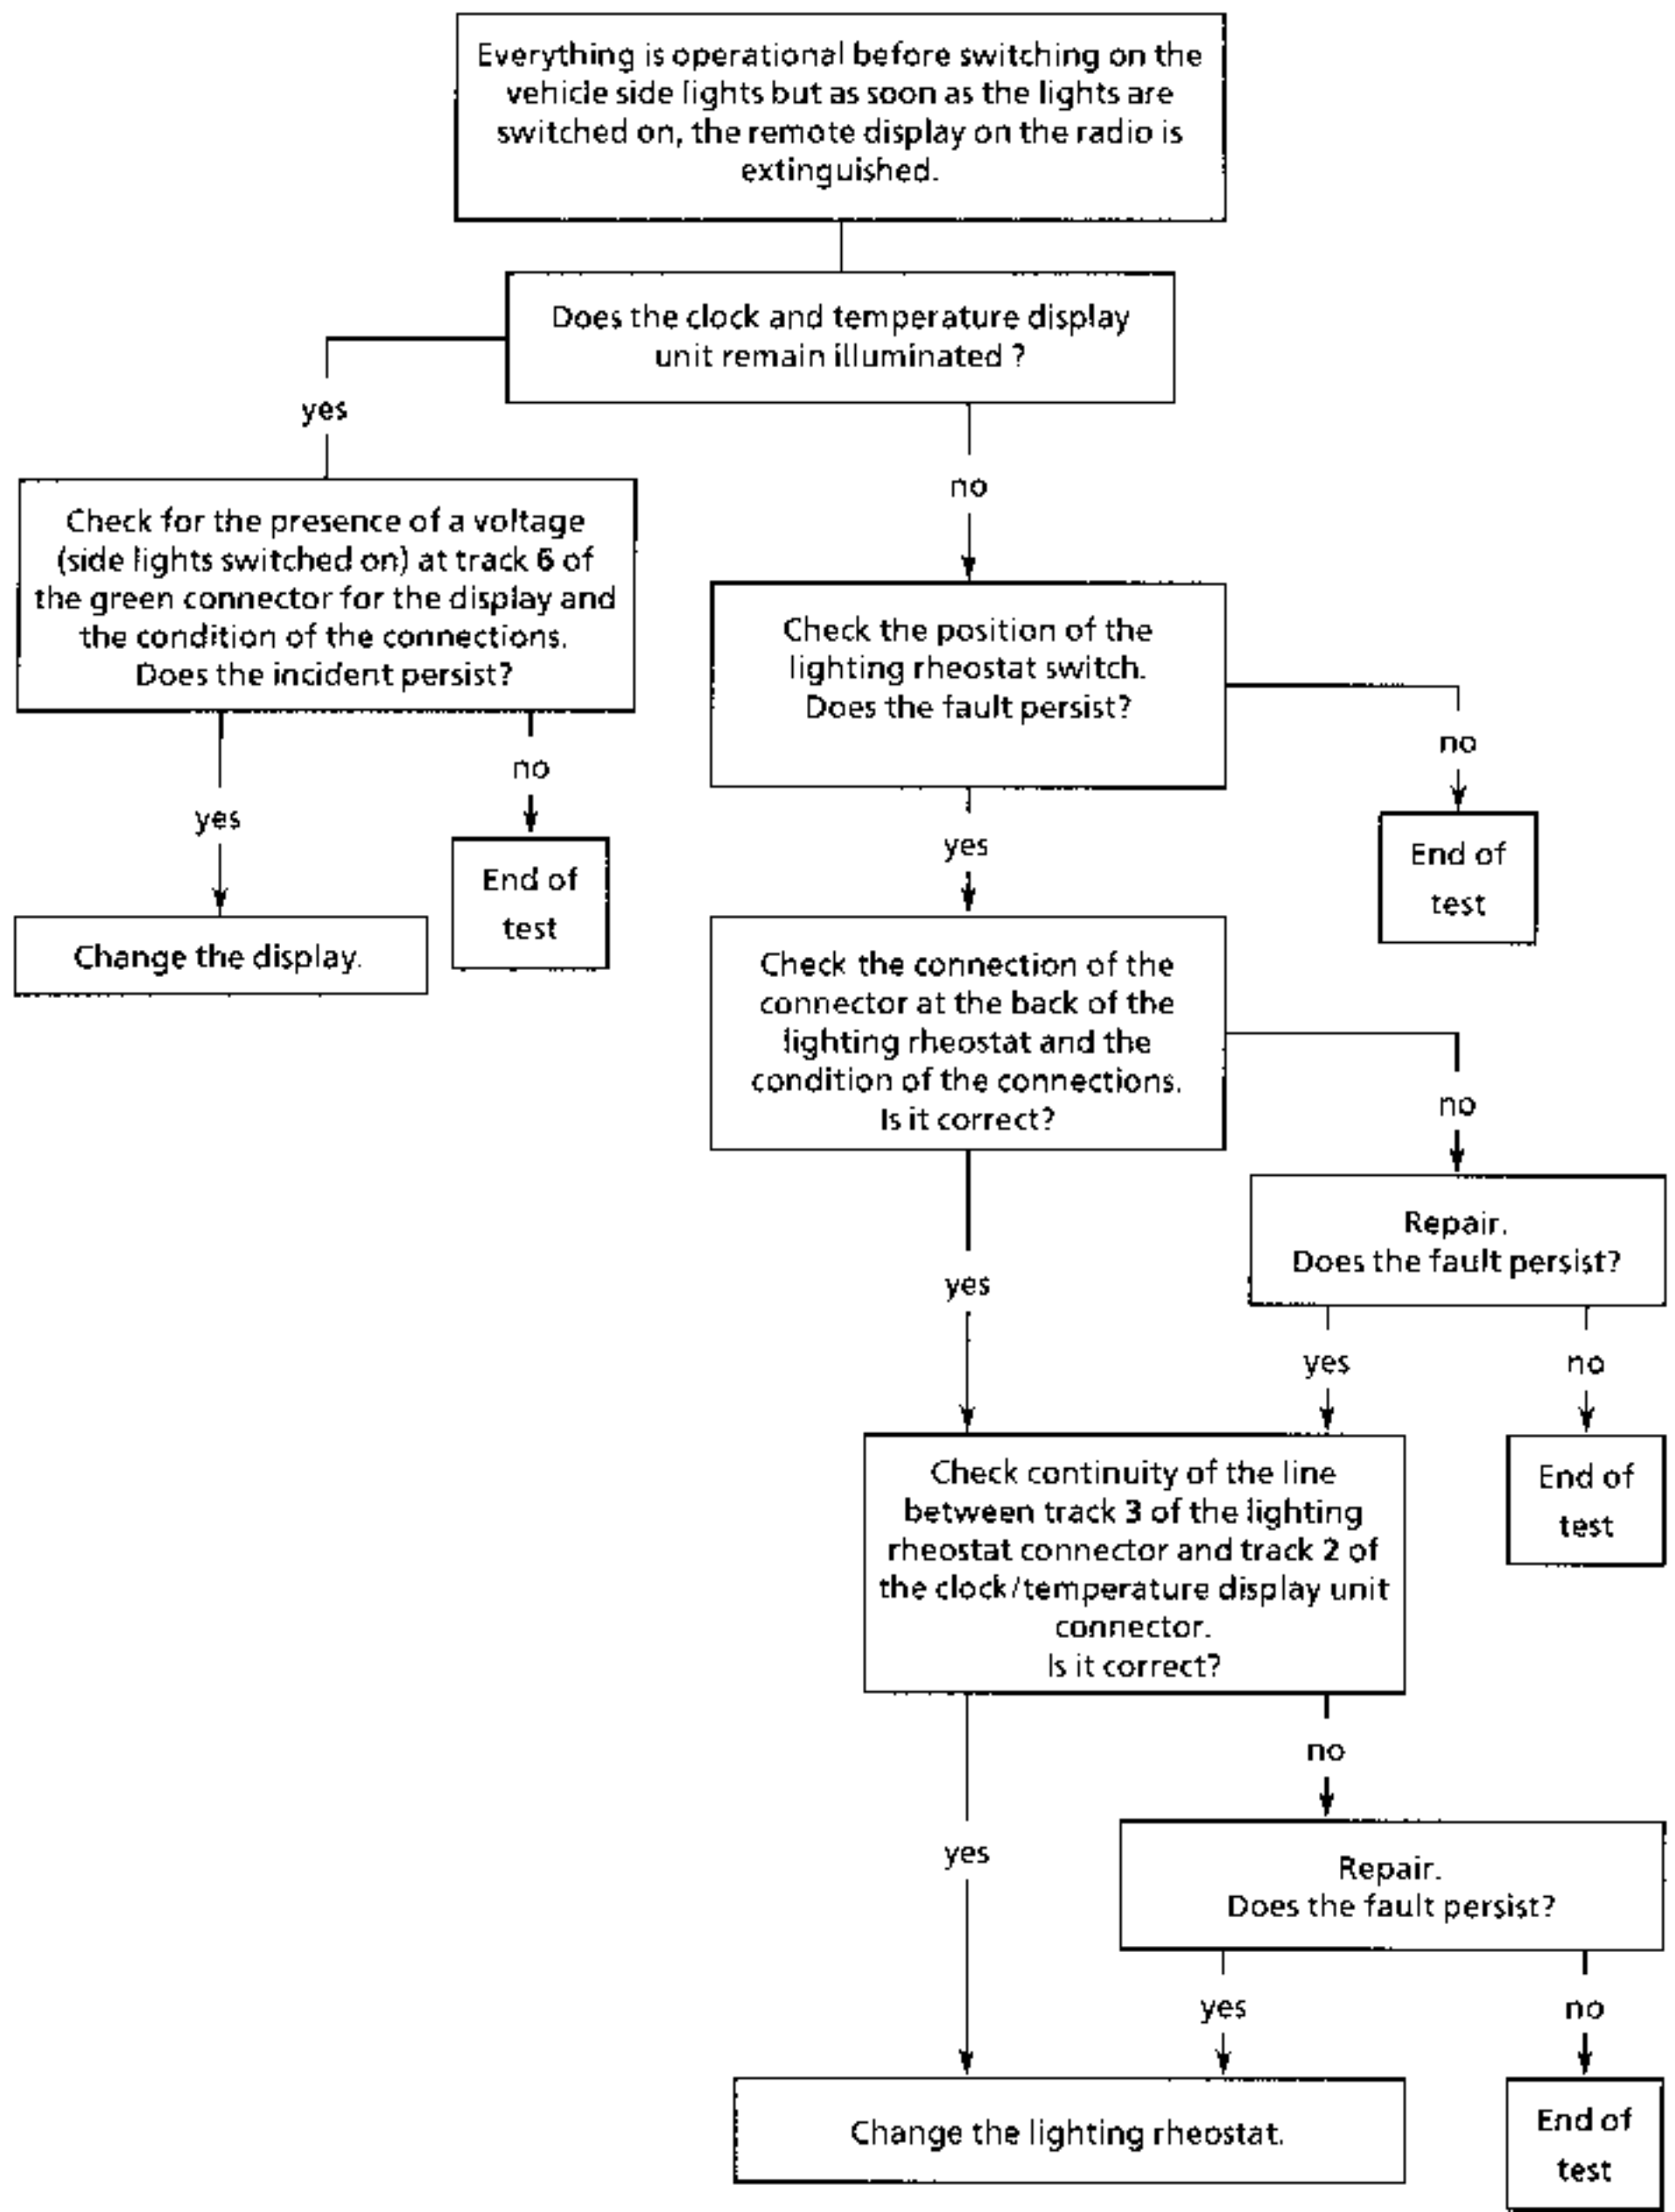 Everything is operational before switching on the
vehicle side lights but as soon as the lights are
switched on, the remote display on the radio is
extinguished.
Does the clock and temperature display
unit remain illuminated ?
yes
no
Check for the presence of a voltage
(side lights switched on) at track 6 of
the green connector for the display and
the condition of the connections.
Does the incident persist?
Check the position of the
lighting rheostat switch.
Does the fault persist?
no
no
yes
yes
End of
test
End of
test
Change the display.
Check the connection of the
connector at the back of the
lighting rheostat and the
condition of the connections.
Is it correct?
no
Repair.
Does the fault persist?
yes
yes
no
Check continuity of the line
between track 3 of the lighting
rheostat connector and track 2 of
the clock/temperature display unit
connector.
Is it correct?
End of
test
no
yes
Repair.
Does the fault persist?
yes
no
Change the lighting rheostat.
End of
test